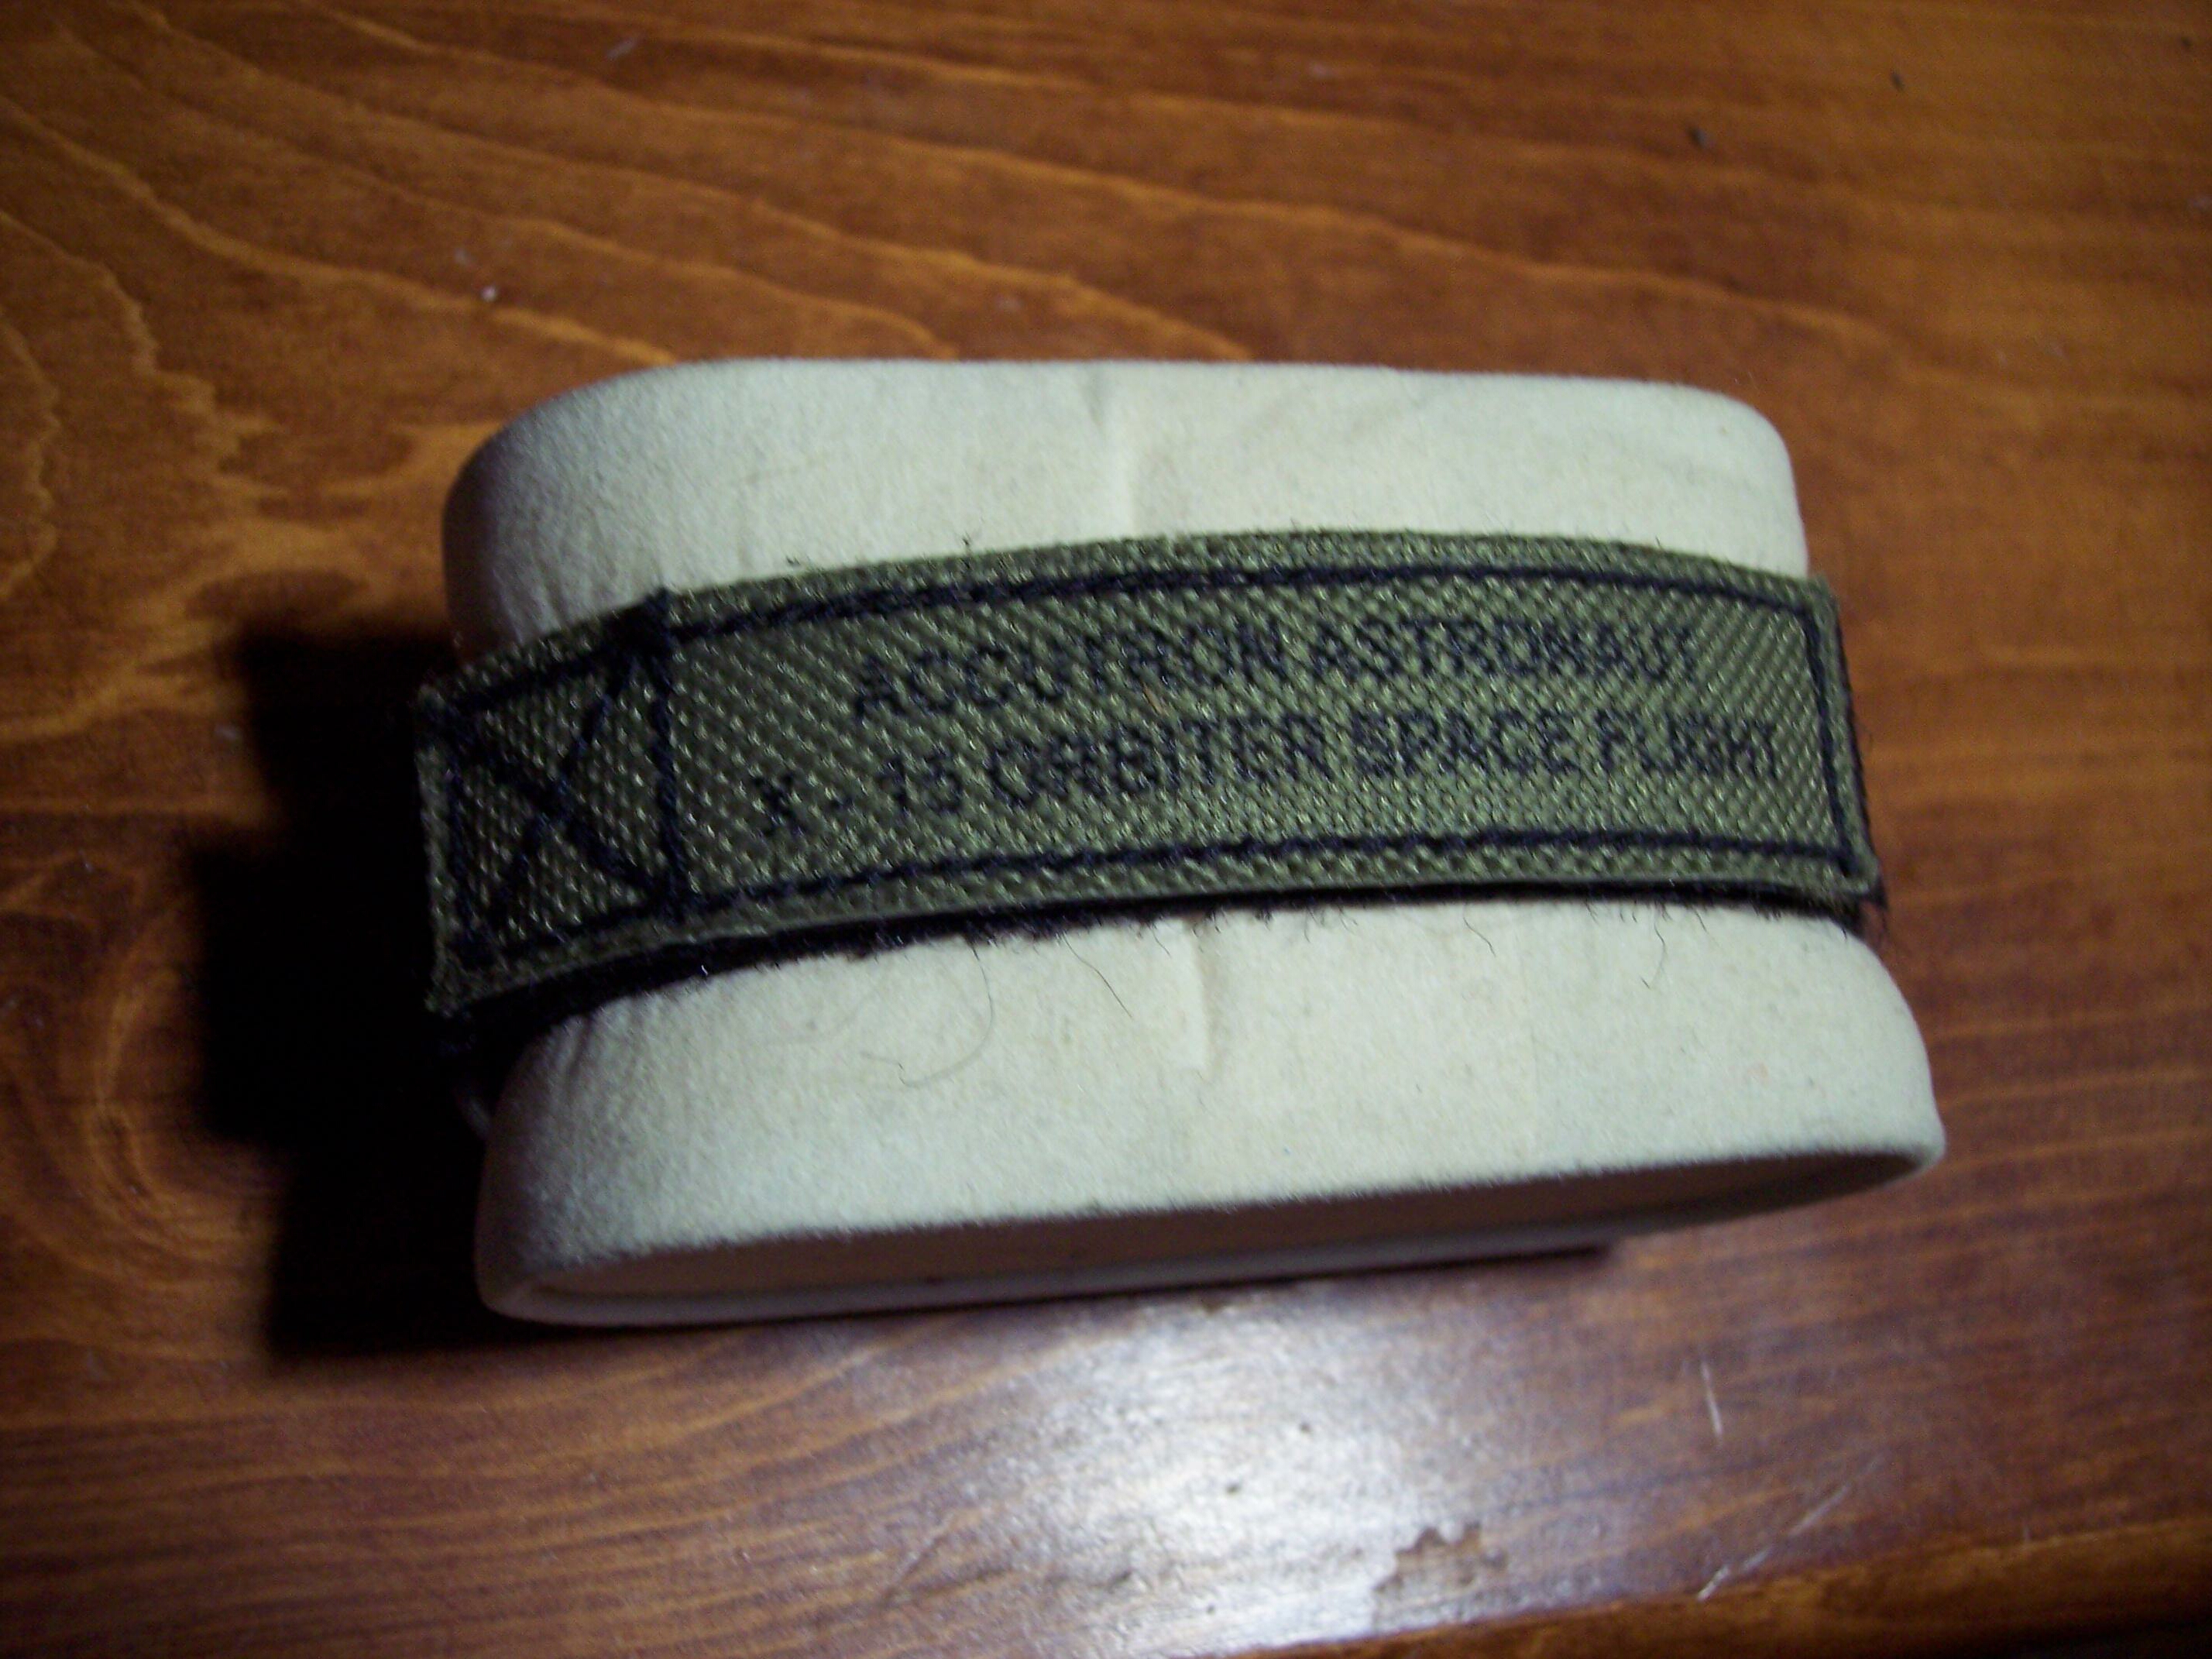 ACCUTRON ASTRONAUT
X - 15 ORBITER SPACE FLIGHT